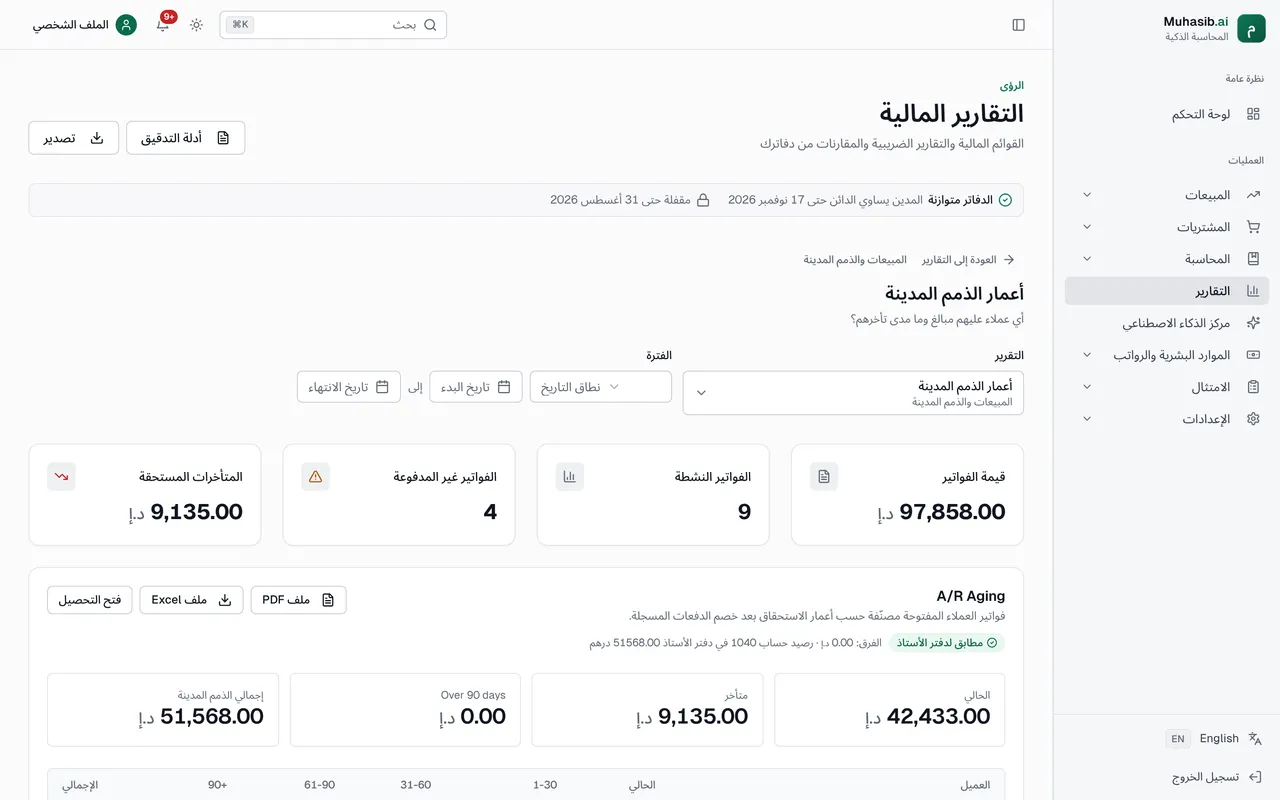 م
Muhasib.ai
المحاسبة الذكية
نظرة عامة
لوحة التحكم
العمليات
المبيعات
المشتريات
المحاسبة
التقارير
مركز الذكاء الاصطناعي
الموارد البشرية والرواتب
الامتثال
الإعدادات
English EN
تسجيل الخروج
بحث ⌘K
9+
الملف الشخصي
الرؤى
التقارير المالية
القوائم المالية والتقارير الضريبية والمقارنات من دفاترك
أدلة التدقيق
تصدير
الدفاتر متوازنة المدين يساوي الدائن حتى 17 نوفمبر 2026 مقفلة حتى 31 أغسطس 2026
العودة إلى التقارير المبيعات والذمم المدينة
أعمار الذمم المدينة
أي عملاء عليهم مبالغ وما مدى تأخرهم؟
التقرير
أعمار الذمم المدينة
المبيعات والذمم المدينة
الفترة
نطاق التاريخ تاريخ البدء إلى تاريخ الانتهاء
قيمة الفواتير
97,858.00 د.إ
الفواتير النشطة
9
الفواتير غير المدفوعة
4
المتأخرات المستحقة
9,135.00 د.إ
A/R Aging
فواتير العملاء المفتوحة مصنّفة حسب أعمار الاستحقاق بعد خصم الدفعات المسجلة.
مطابق لدفتر الأستاذ الفرق: 0.00 د.إ · رصيد حساب 1040 في دفتر الأستاذ 51568.00 درهم
ملف PDF
ملف Excel
فتح التحصيل
الحالي
42,433.00 د.إ
متأخر
9,135.00 د.إ
Over 90 days
0.00 د.إ
إجمالي الذمم المدينة
51,568.00 د.إ
العميل الحالي 1-30 31-60 61-90 90+ الإجمالي